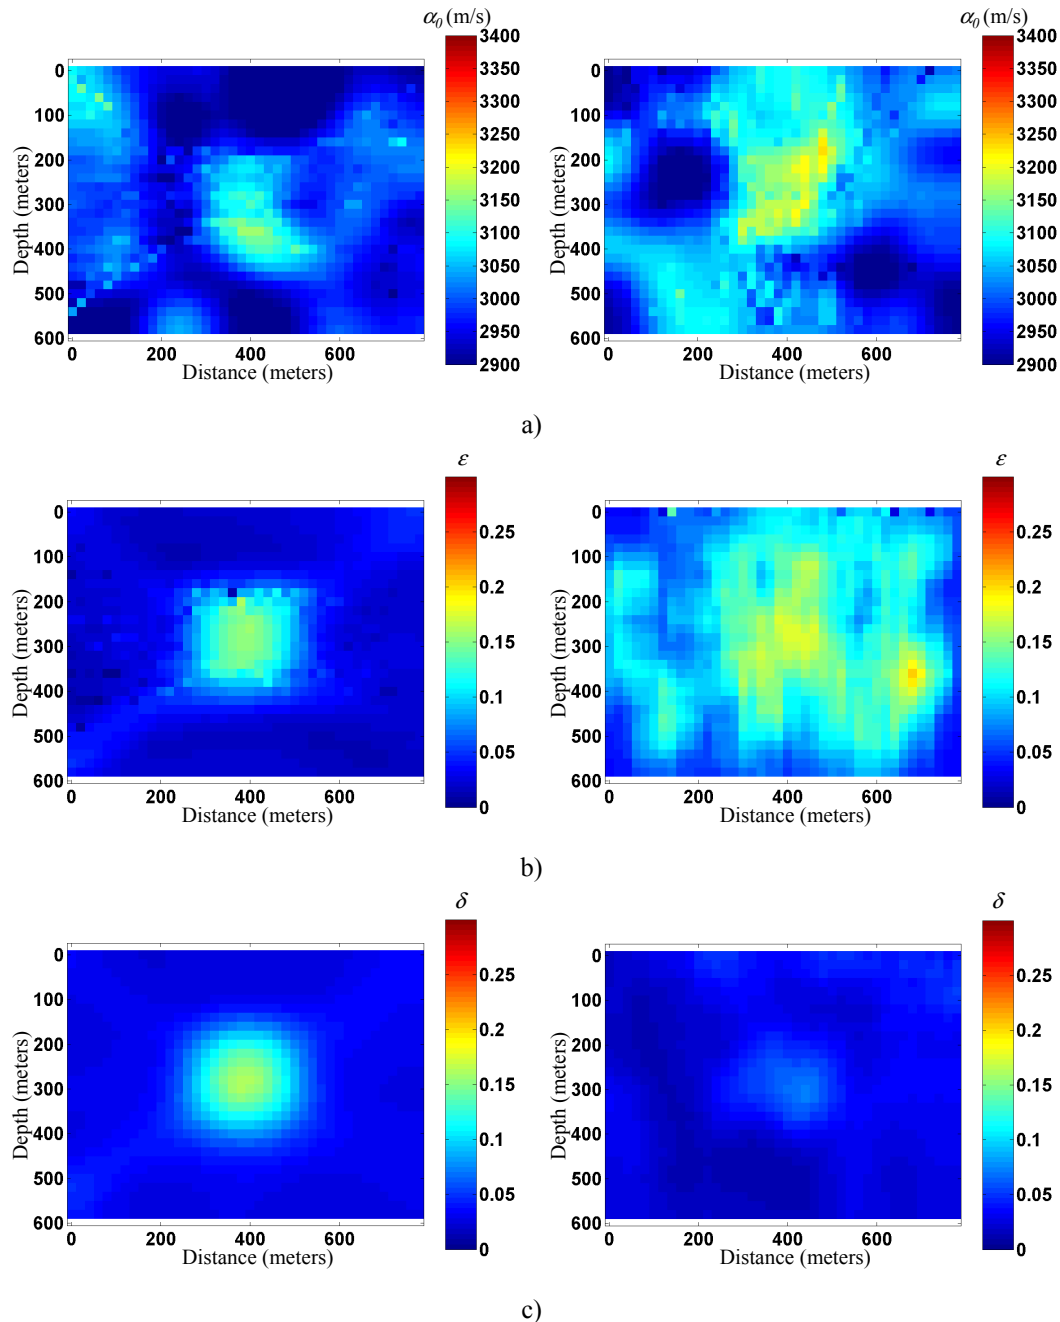 α₀ (m/s) α₀ (m/s)
3400 3400
0 3350 0 3350
100 3300 100 3300
3250 3250
200 3200 200 3200
300 3150 300 3150
400 3100 400 3100
3050 3050
500 3000 500 3000
600 2950 600 2950
0 200 400 600 2900 0 200 400 600 2900
Depth (meters) Depth (meters)
Distance (meters) Distance (meters)
a)
ε ε
0 0.25 0 0.25
100 100
0.2 0.2
200 200
300 0.15 300 0.15
400 0.1 400 0.1
500 0.05 500 0.05
600 0 600 0
0 200 400 600 0 200 400 600
Depth (meters) Depth (meters)
Distance (meters) Distance (meters)
b)
δ δ
0 0.25 0 0.25
100 100
0.2 0.2
200 200
300 0.15 300 0.15
400 0.1 400 0.1
500 0.05 500 0.05
600 0 600 0
0 200 400 600 0 200 400 600
Depth (meters) Depth (meters)
Distance (meters) Distance (meters)
c)